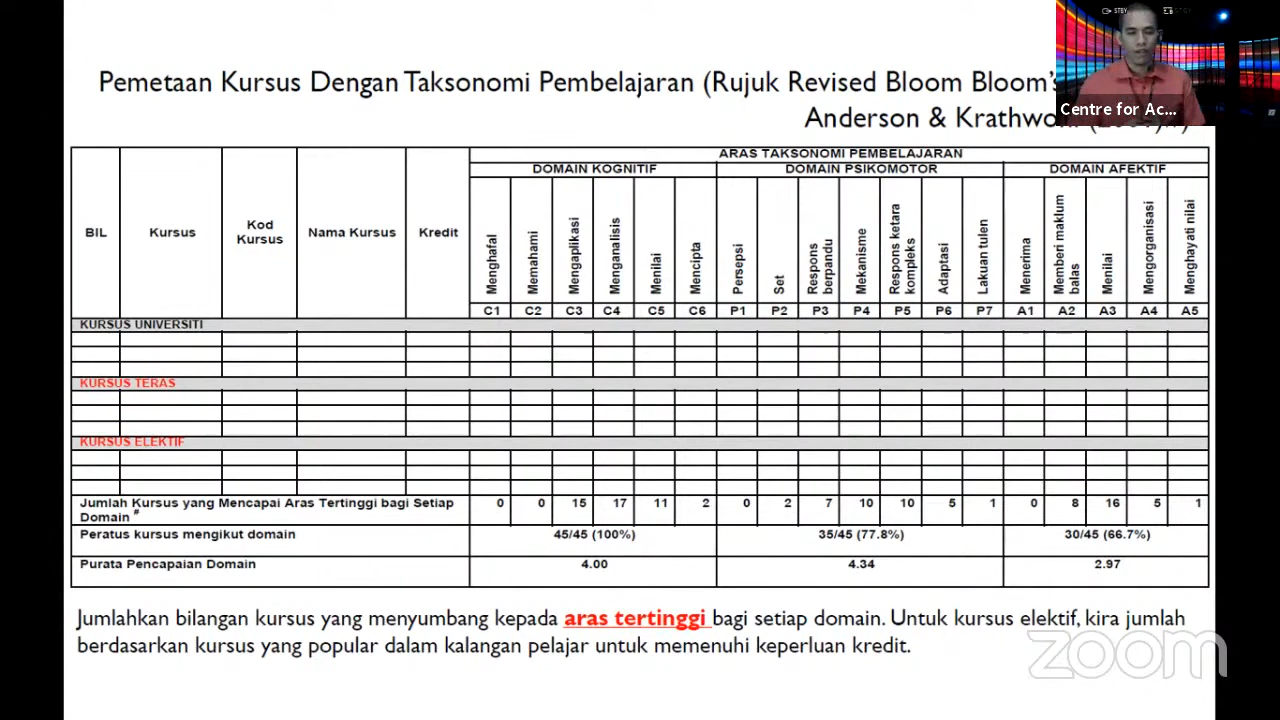 STBY
Pemetaan Kursus Dengan Taksonomi Pembelajaran (Rujuk Revised Bloom Bloom's
Anderson &
Centre for Ac...
ARAS TAKSONOMI PEMBELAJARAN
DOMAIN KOGNITIF DOMAIN PSIKOMOTOR DOMAIN AFEKTIF
BIL Kursus Kod Kursus Nama Kursus Kredit Menghafal Memahami Mengaplikasi Menganalisis Menilai Mencipta Persepsi Set Respons berpandu Mekanisme Respons ketara kompleks Adaptasi Lakuan tulen Menerima Memberi maklum balas Menilai Mengorganisasi Menghayati nilai
C1 C2 C3 C4 C5 C6 P1 P2 P3 P4 P5 P6 P7 A1 A2 A3 A4 A5
KURSUS UNIVERSITI
KURSUS TERAS
KURSUS ELEKTIF
Jumlah Kursus yang Mencapai Aras Tertinggi bagi Setiap 0 0 15 17 11 2 0 2 7 10 10 5 1 0 8 16 5 1
Domain #
Peratus kursus mengikut domain 45/45 (100%) 35/45 (77.8%) 30/45 (66.7%)
Purata Pencapaian Domain 4.00 4.34 2.97
Jumlahkan bilangan kursus yang menyumbang kepada aras tertinggi bagi setiap domain. Untuk kursus elektif, kira jumlah
berdasarkan kursus yang popular dalam kalangan pelajar untuk memenuhi keperluan kredit.
zoom